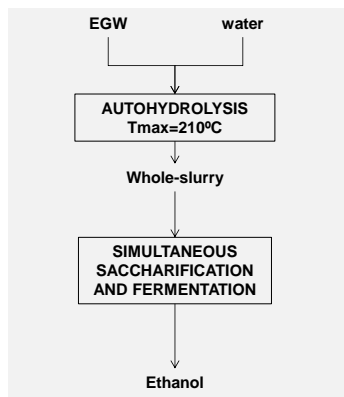 EGW water
AUTOHYDROLYSIS
Tmax=210ºC
Whole-slurry
SIMULTANEOUS
SACCHARIFICATION
AND FERMENTATION
Ethanol